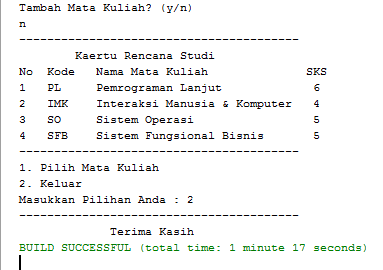 Tambah Mata Kuliah? (y/n)
n
----------------------------------------
Kaertu Rencana Studi
No Kode Nama Mata Kuliah SKS
1 PL Pemrograman Lanjut 6
2 IMK Interaksi Manusia & Komputer 4
3 SO Sistem Operasi 5
4 SFB Sistem Fungsional Bisnis 5
----------------------------------------
1. Pilih Mata Kuliah
2. Keluar
Masukkan Pilihan Anda : 2
----------------------------------------
Terima Kasih
BUILD SUCCESSFUL (total time: 1 minute 17 seconds)